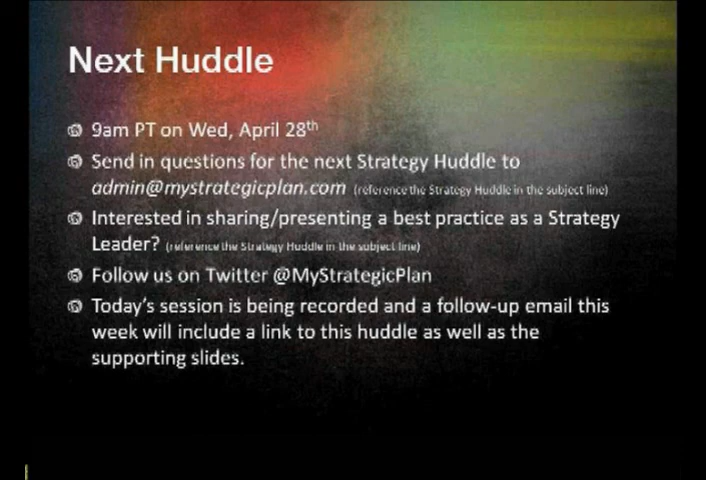 Next Huddle
9am PT on Wed, April 28th
Send in questions for the next Strategy Huddle to
admin@mystrategicplan.com (reference the Strategy Huddle in the subject line)
Interested in sharing/presenting a best practice as a Strategy
Leader? (reference the Strategy Huddle in the subject line)
Follow us on Twitter @MyStrategicPlan
Today's session is being recorded and a follow-up email this
week will include a link to this huddle as well as the
supporting slides.